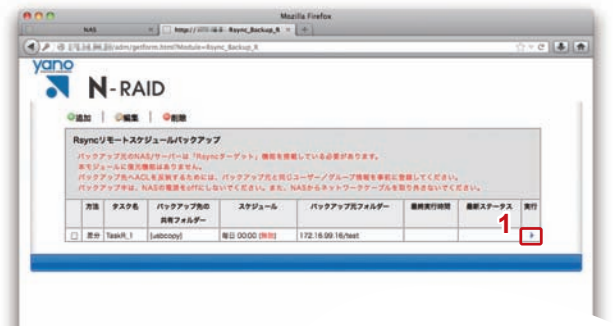 Mozilla Firefox
NAS
Rsync_Backup_R
/adm/getform.html?Module=Rsync_Backup_R
yano
N-RAID
追加 | 編集 | 削除
Rsyncリモートスケジュールバックアップ
バックアップ元のNAS/サーバーは「Rsyncターゲット」機能を搭載している必要があります。
本モジュールに復元機能はありません。
バックアップ先へACLを反映するためには、バックアップ元と同じユーザー/グループ情報を事前に登録してください。
バックアップ中は、NASの電源をoffにしないでください。また、NASからネットワークケーブルを取り外さないでください。
方法 タスク名 バックアップ先の共有フォルダー スケジュール バックアップ元フォルダー 最終実行時間 最新ステータス 実行
1
差分 TaskR_1 [usbcopy] 毎日 00:00 [無効] 172.16.99.16/test